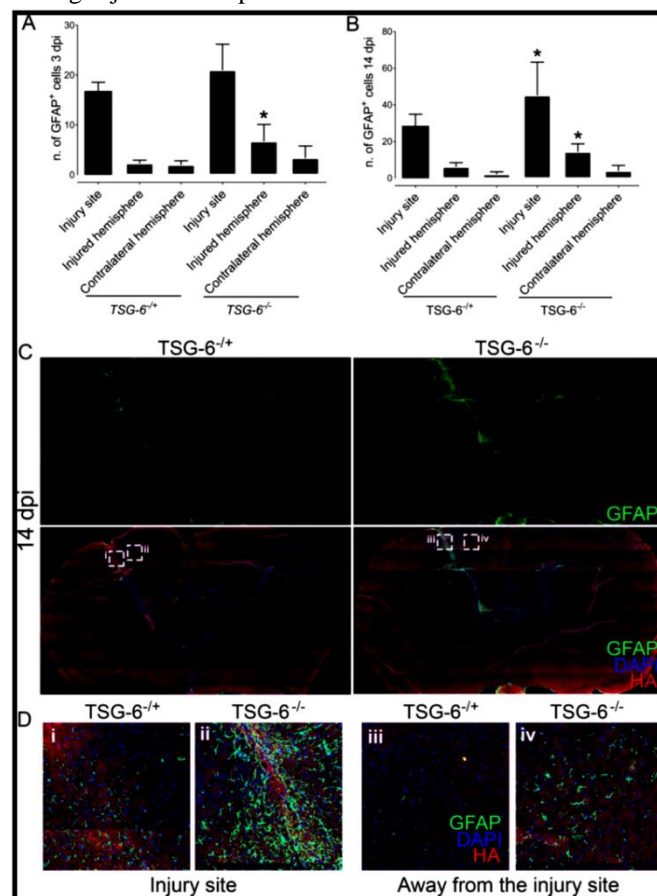 A
B
n. of GFAP+ cells 3 dpi
30
20
10
0
*
Injury site
Injured hemisphere
Contralateral hemisphere
Injury site
Injured hemisphere
Contralateral hemisphere
TSG-6-/+
TSG-6-/-
n. of GFAP+ cells 14 dpi
80
60
40
20
0
*
*
Injury site
Injured hemisphere
Contralateral hemisphere
Injury site
Injured hemisphere
Contralateral hemisphere
TSG-6-/+
TSG-6-/-
C
TSG-6-/+
TSG-6-/-
14 dpi
GFAP
i
ii
iii
iv
GFAP
DAPI
HA
D
TSG-6-/+
TSG-6-/-
TSG-6-/+
TSG-6-/-
i
ii
iii
iv
GFAP
DAPI
HA
Injury site
Away from the injury site